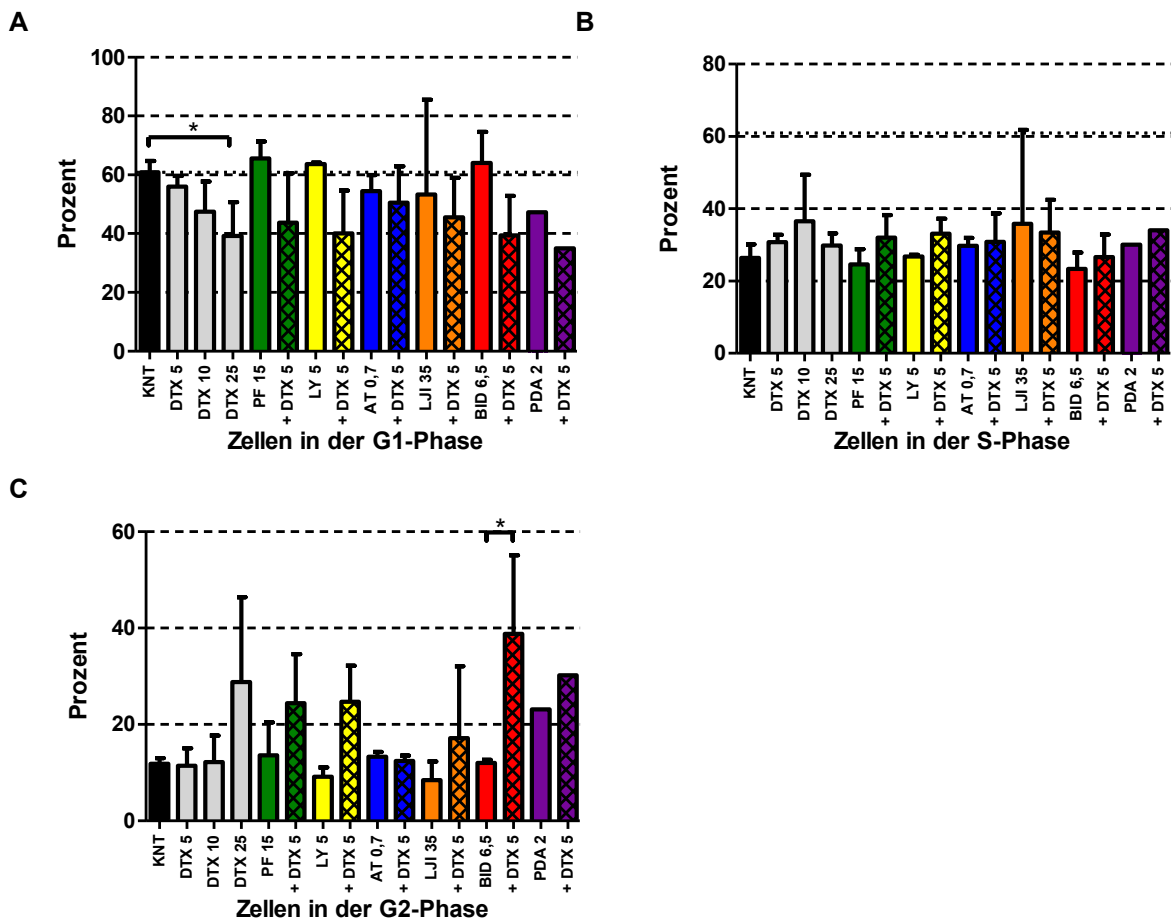 A
Prozent
100
80
60
40
20
0
*
KNT
DTX 5
DTX 10
DTX 25
PF 15
+ DTX 5
LY 5
+ DTX 5
AT 0,7
+ DTX 5
LJI 35
+ DTX 5
BID 6,5
+ DTX 5
PDA 2
+ DTX 5
Zellen in der G1-Phase
B
Prozent
80
60
40
20
0
KNT
DTX 5
DTX 10
DTX 25
PF 15
+ DTX 5
LY 5
+ DTX 5
AT 0,7
+ DTX 5
LJI 35
+ DTX 5
BID 6,5
+ DTX 5
PDA 2
+ DTX 5
Zellen in der S-Phase
C
Prozent
60
40
20
0
*
KNT
DTX 5
DTX 10
DTX 25
PF 15
+ DTX 5
LY 5
+ DTX 5
AT 0,7
+ DTX 5
LJI 35
+ DTX 5
BID 6,5
+ DTX 5
PDA 2
+ DTX 5
Zellen in der G2-Phase